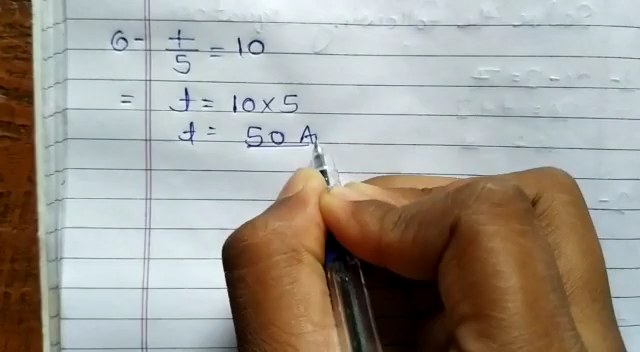 6- t/5 = 10
= t = 10×5
t = 50 A